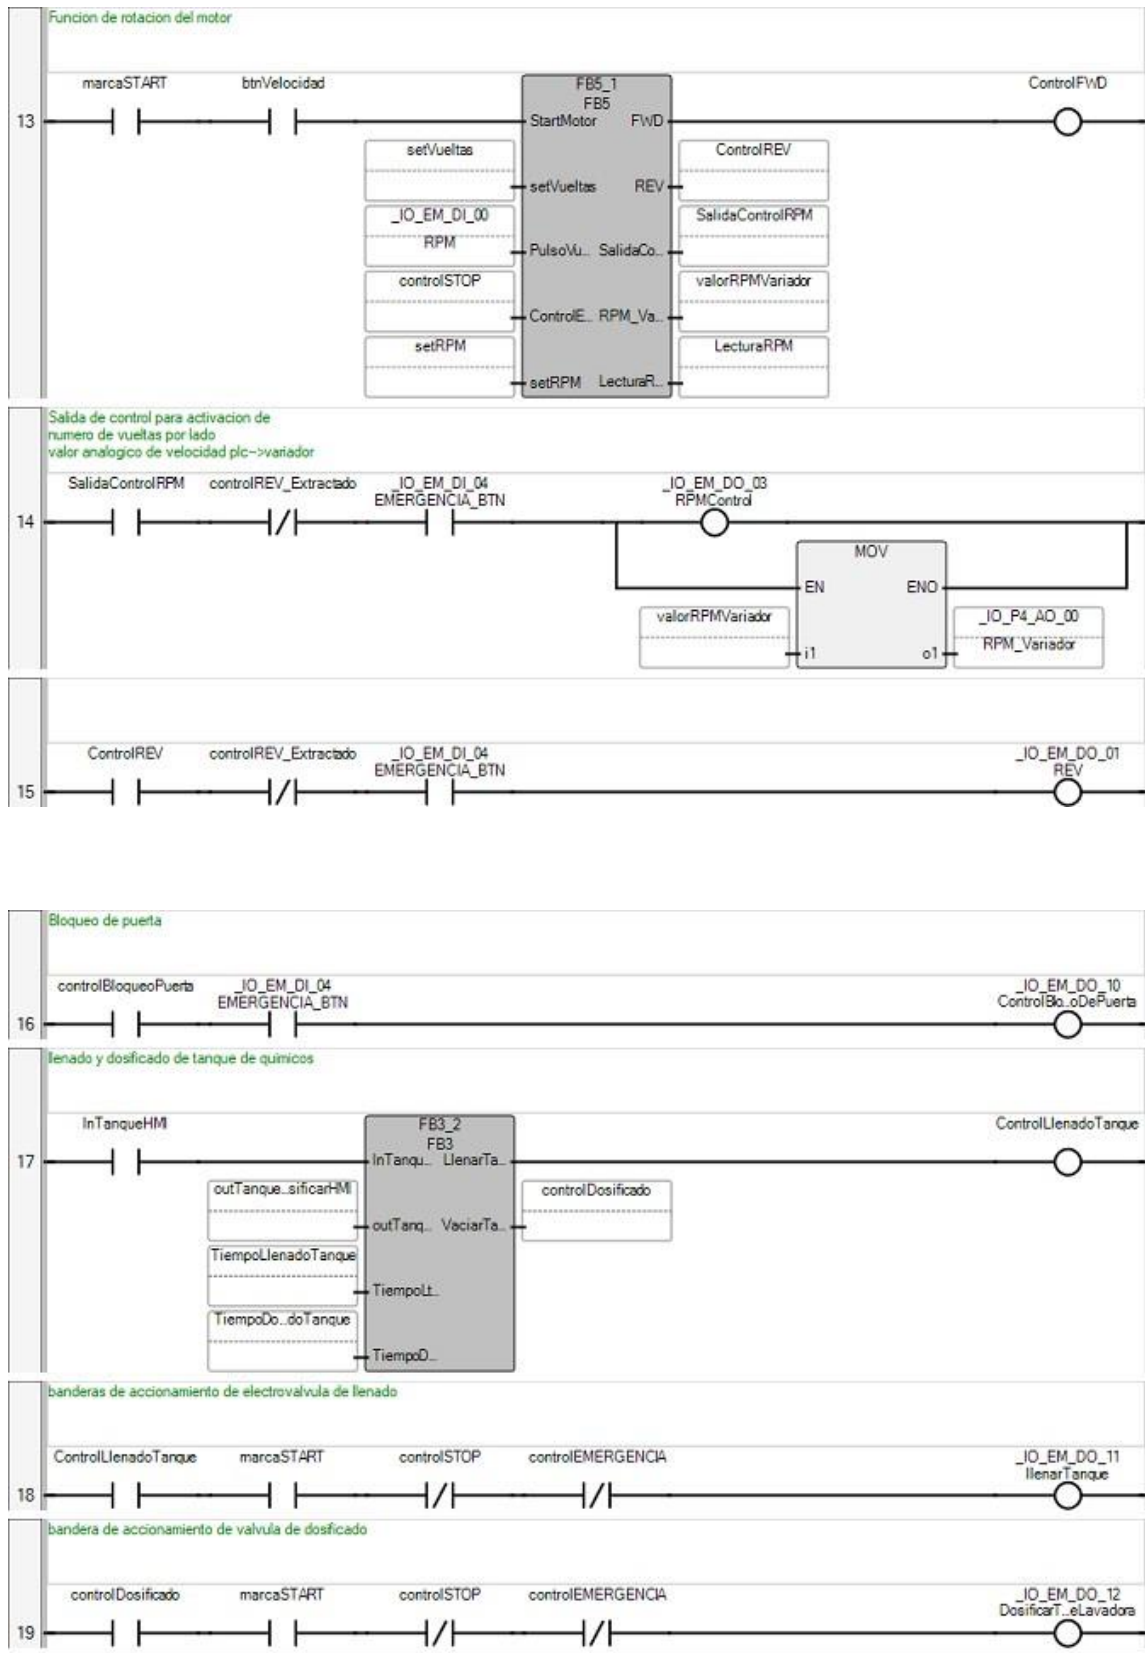 Funcion de rotacion del motor
marcaSTART btnVelocidad FB5_1 ControlFWD
FB5
13 StartMotor FWD
setVueltas ControlREV
setVueltas REV
_IO_EM_DI_00 SalidaControlRPM
RPM
PulsoVu.. SalidaCo..
controlSTOP valorRPMVariador
ControlE.. RPM_Va..
setRPM LecturaRPM
setRPM LecturaR..
Salida de control para activacion de
numero de vueltas por lado
valor analogico de velocidad plc->variador
SalidaControlRPM controlREV_Extractado _IO_EM_DI_04 _IO_EM_DO_03
EMERGENCIA_BTN RPMControl
14
MOV
EN ENO
valorRPMVariador _IO_P4_AO_00
RPM_Variador
i1 o1
ControlREV controlREV_Extractado _IO_EM_DI_04 _IO_EM_DO_01
EMERGENCIA_BTN REV
15
Bloqueo de puerta
controlBloqueoPuerta _IO_EM_DI_04 _IO_EM_DO_10
EMERGENCIA_BTN ControlBlo..oDePuerta
16
llenado y dosificado de tanque de quimicos
InTanqueHMI FB3_2 ControlLlenadoTanque
FB3
17 InTanqu.. LlenarTa..
outTanque..sificarHMI controlDosificado
outTanq.. VaciarTa..
TiempoLlenadoTanque
TiempoLt..
TiempoDo..doTanque
TiempoD..
banderas de accionamiento de electrovalvula de llenado
ControlLlenadoTanque marcaSTART controlSTOP controlEMERGENCIA _IO_EM_DO_11
llenarTanque
18
bandera de accionamiento de valvula de dosificado
controlDosificado marcaSTART controlSTOP controlEMERGENCIA _IO_EM_DO_12
DosificarT..eLavadora
19